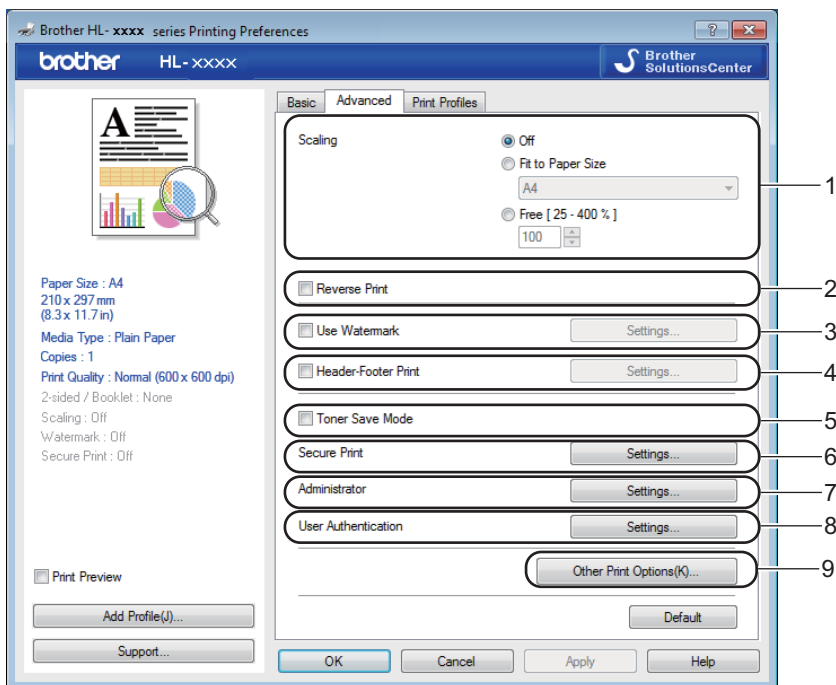 Brother HL- xxxx series Printing Preferences
brother HL-xxxx
Brother
SolutionsCenter
A
Paper Size : A4
210 x 297 mm
(8.3 x 11.7 in)
Media Type : Plain Paper
Copies : 1
Print Quality : Normal (600 x 600 dpi)
2-sided / Booklet : None
Scaling : Off
Watermark : Off
Secure Print : Off
Print Preview
Add Profile(J)...
Support...
Basic Advanced Print Profiles
Scaling
Off
Fit to Paper Size
A4
Free [ 25 - 400 % ]
100
1
Reverse Print 2
Use Watermark Settings... 3
Header-Footer Print Settings... 4
Toner Save Mode 5
Secure Print Settings... 6
Administrator Settings... 7
User Authentication Settings... 8
Other Print Options(K)... 9
Default
OK Cancel Apply Help